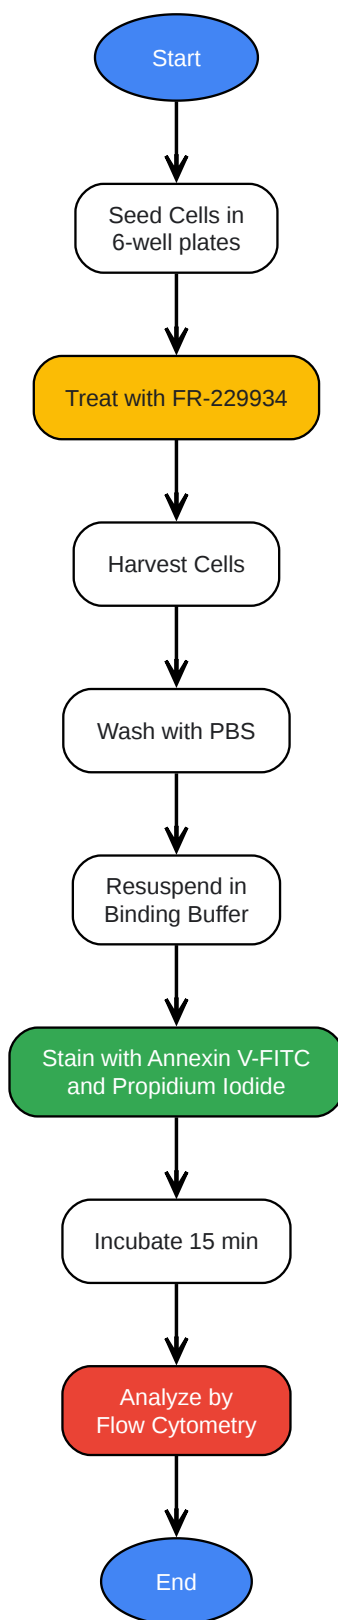 Start
Seed Cells in
6-well plates
Treat with FR-229934
Harvest Cells
Wash with PBS
Resuspend in
Binding Buffer
Stain with Annexin V-FITC
and Propidium Iodide
Incubate 15 min
Analyze by
Flow Cytometry
End